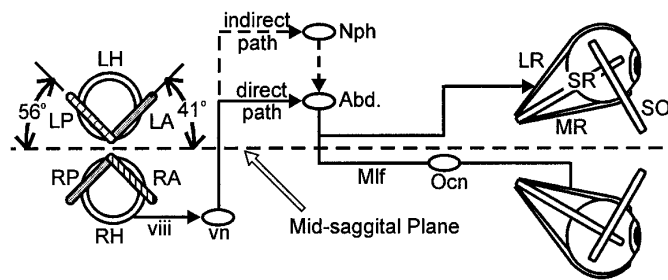 indirect path
Nph
LH
direct path
LR
SR
56°
LP
LA
41°
Abd.
SO
MR
RP
RA
Mlf
Ocn
RH
viii
vn
Mid-saggital Plane